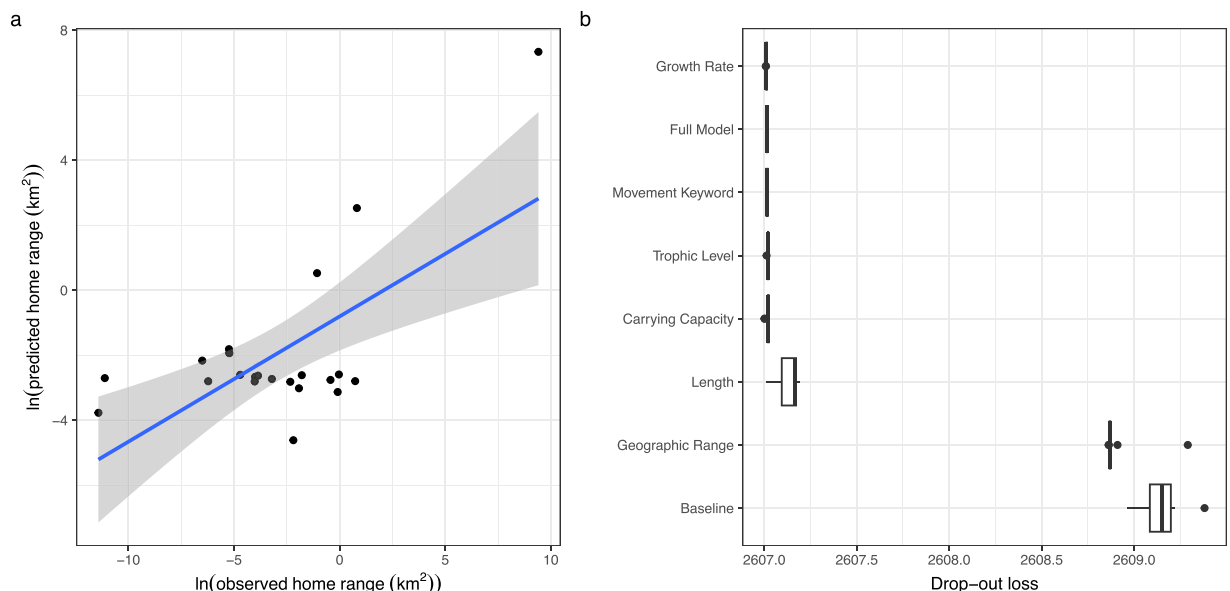 a
8
4
0
−4
ln(predicted home range (km²))
−10
−5
0
5
10
ln(observed home range (km²))
b
Growth Rate
Full Model
Movement Keyword
Trophic Level
Carrying Capacity
Length
Geographic Range
Baseline
2607.0
2607.5
2608.0
2608.5
2609.0
Drop−out loss